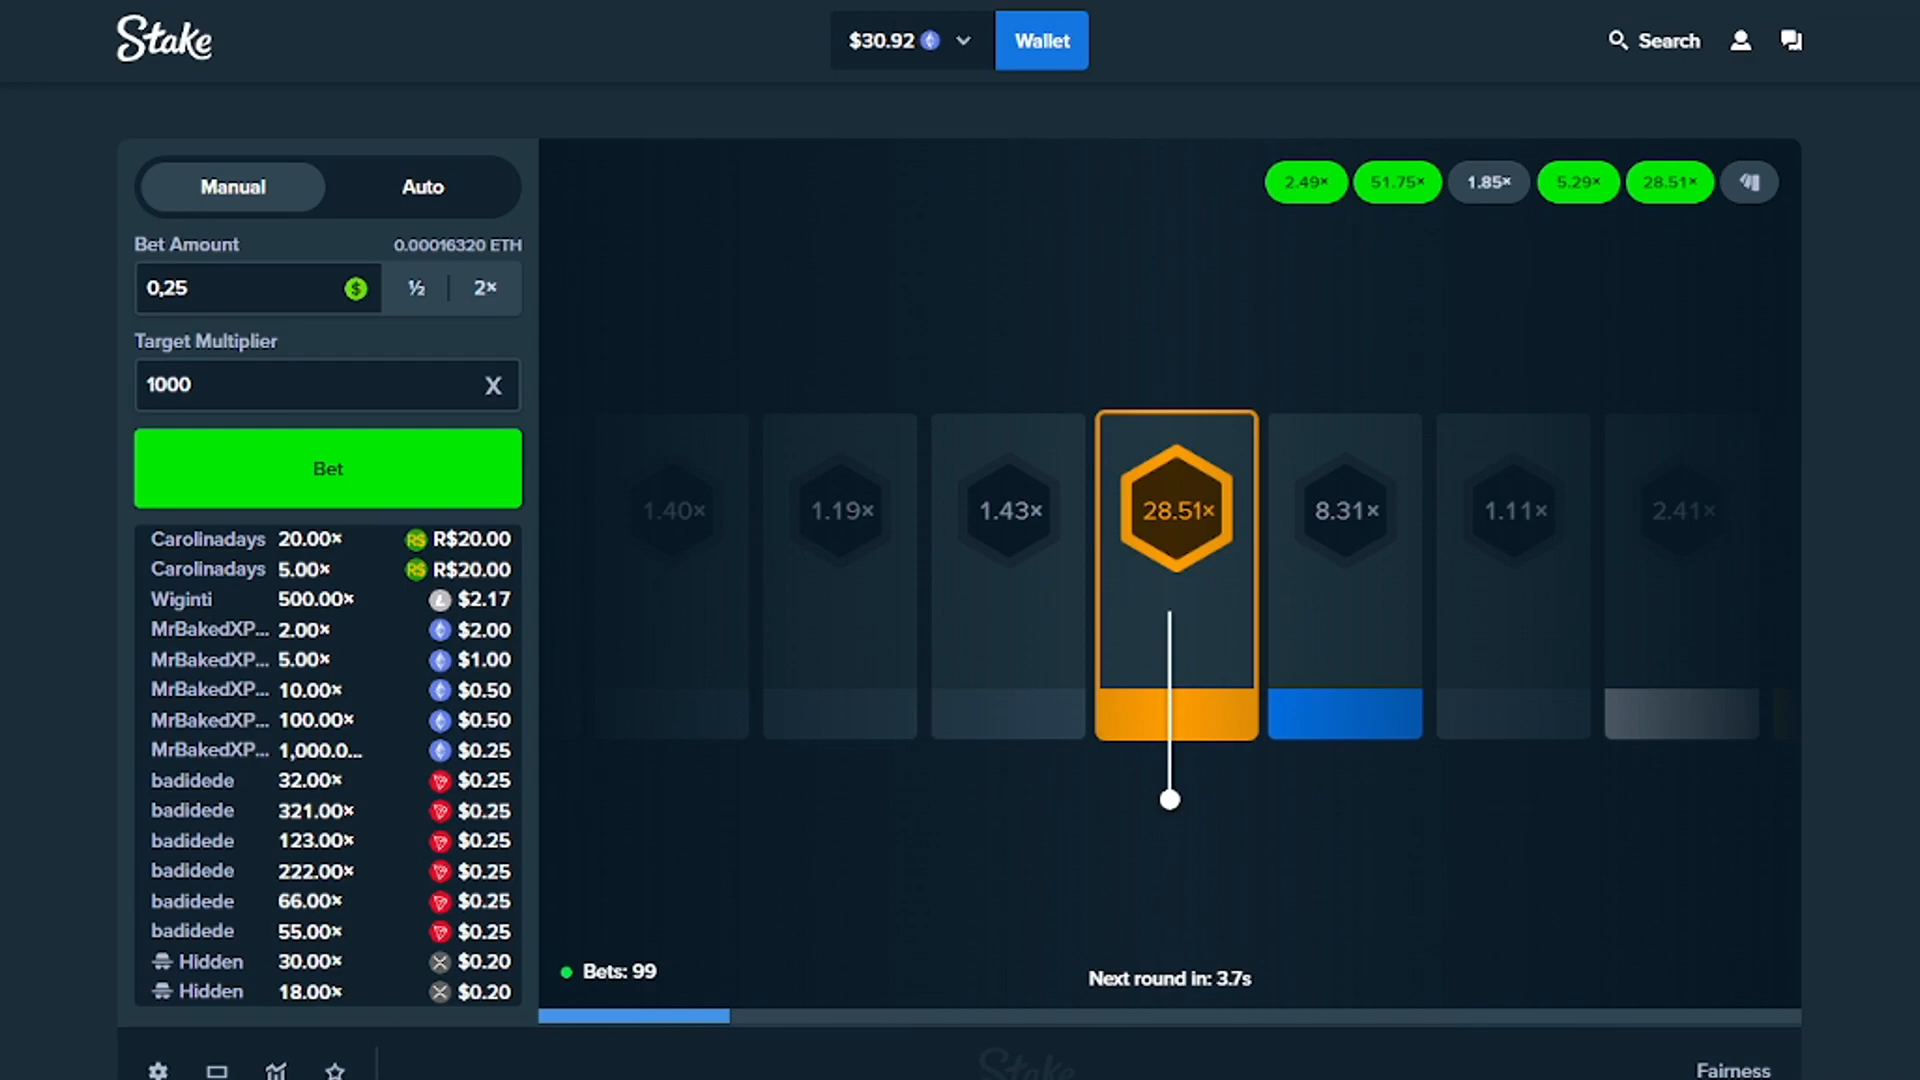 Stake
$30.92
Wallet
Search
Manual
Auto
2.49×
51.75×
1.85×
5.29×
28.51×
Bet Amount
0.00016320 ETH
0,25
½
2×
Target Multiplier
1000
X
Bet
1.40×
1.19×
1.43×
28.51×
8.31×
1.11×
2.41×
Carolinadays 20.00× R$ R$20.00
Carolinadays 5.00× R$ R$20.00
Wiginti 500.00× $2.17
MrBakedXP... 2.00× $2.00
MrBakedXP... 5.00× $1.00
MrBakedXP... 10.00× $0.50
MrBakedXP... 100.00× $0.50
MrBakedXP... 1,000.0... $0.25
badidede 32.00× $0.25
badidede 321.00× $0.25
badidede 123.00× $0.25
badidede 222.00× $0.25
badidede 66.00× $0.25
badidede 55.00× $0.25
Hidden 30.00× $0.20
Hidden 18.00× $0.20
Bets: 99
Next round in: 3.7s
Stake
Fairness